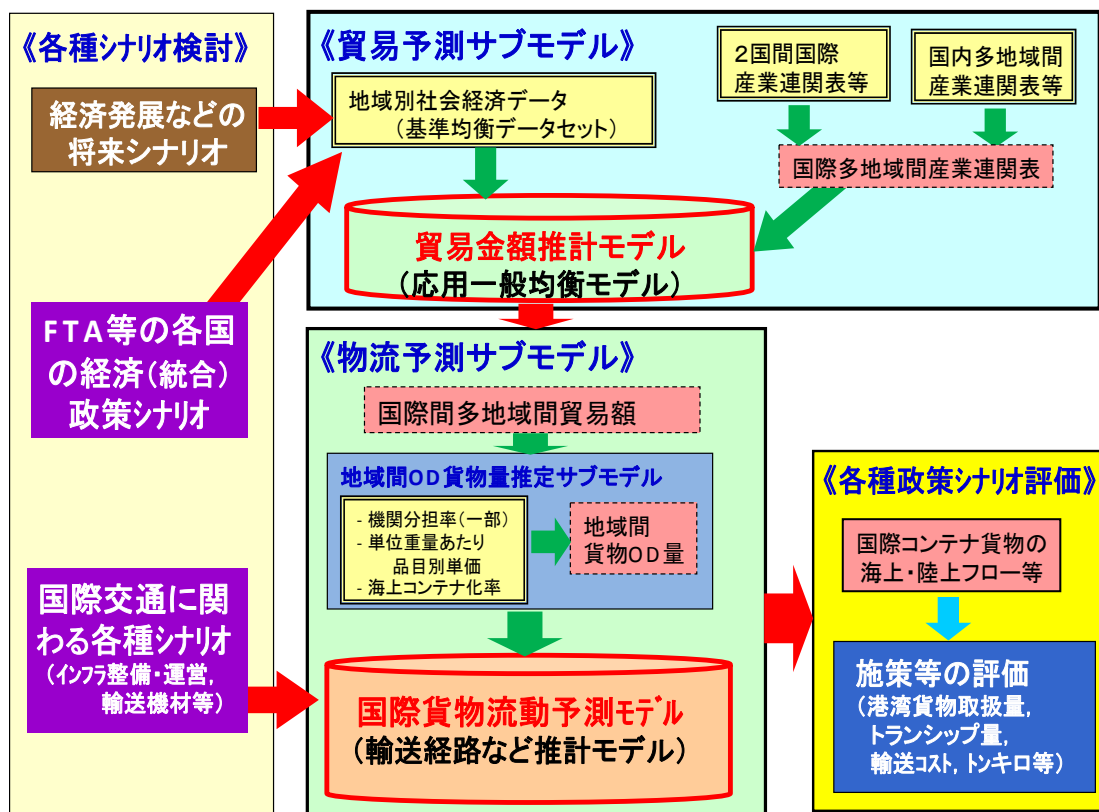 《各種シナリオ検討》
経済発展などの
将来シナリオ
FTA等の各国
の経済(統合)
政策シナリオ
国際交通に関
わる各種シナリオ
(インフラ整備・運営,
輸送機材等)
《貿易予測サブモデル》
地域別社会経済データ
(基準均衡データセット)
2国間国際
産業連関表等
国内多地域間
産業連関表等
国際多地域間産業連関表
貿易金額推計モデル
(応用一般均衡モデル)
《物流予測サブモデル》
国際間多地域間貿易額
地域間OD貨物量推定サブモデル
- 機関分担率(一部)
- 単位重量あたり
品目別単価
- 海上コンテナ化率
地域間
貨物OD量
国際貨物流動予測モデル
(輸送経路など推計モデル)
《各種政策シナリオ評価》
国際コンテナ貨物の
海上・陸上フロー等
施策等の評価
(港湾貨物取扱量,
トランシップ量,
輸送コスト,トンキロ等)